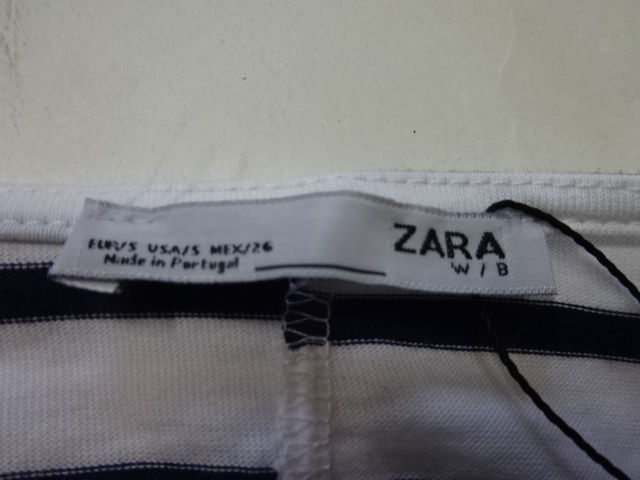 EUR/S USA/S MEX/26
Made in Portugal
ZARA
W/B